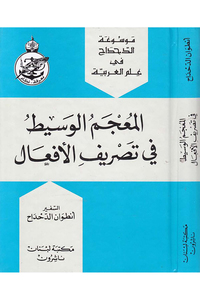 موسوعة
الدحداح
في
علم العربية
المعجم الوسيط
في تصريف الأفعال
السفير
أنطوان الدحداح
مكتبة لبنان
ناشرون
أنطوان الدحداح
المعجم الوسيط
في تصريف الأفعال
مكتبة لبنان
ناشرون